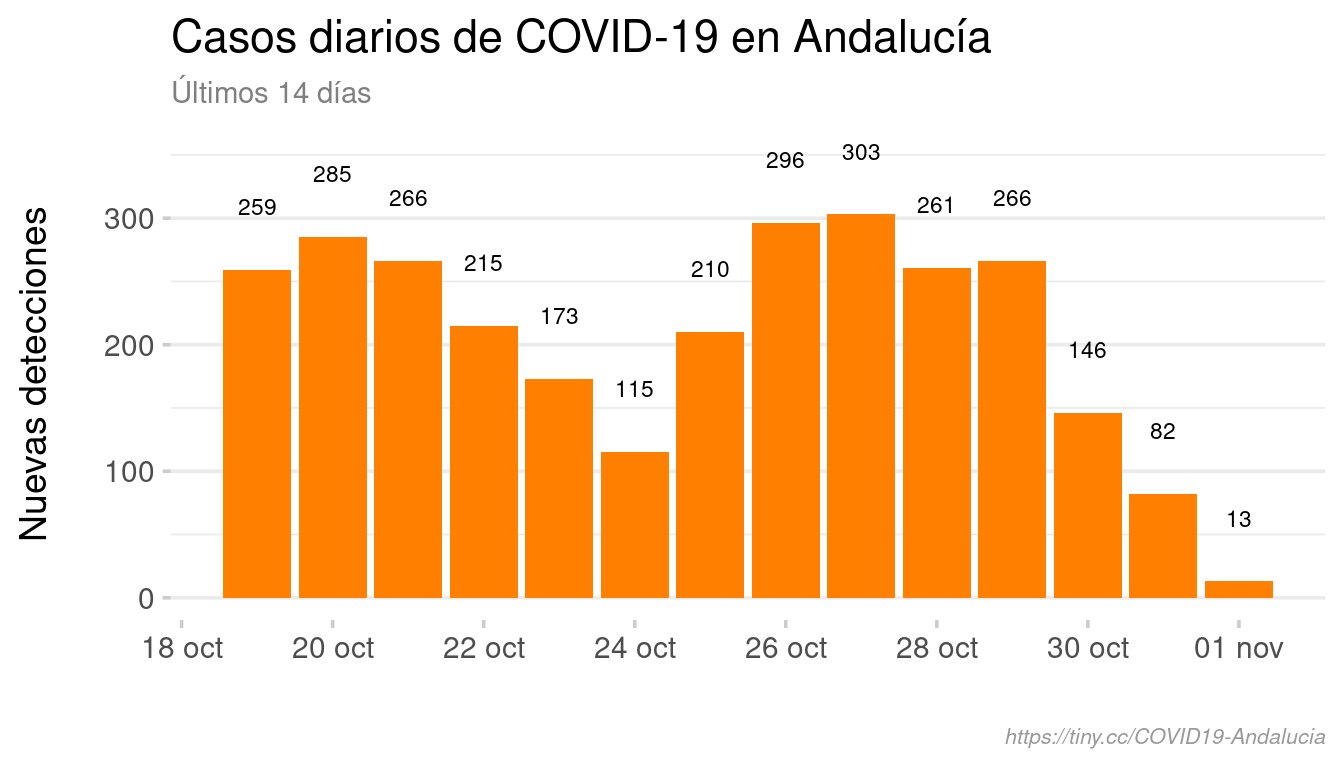 Casos diarios de COVID-19 en Andalucía
Últimos 14 días
Nuevas detecciones
300
200
100
0
259
285
266
215
173
115
210
296
303
261
266
146
82
13
18 oct
20 oct
22 oct
24 oct
26 oct
28 oct
30 oct
01 nov
https://tiny.cc/COVID19-Andalucia